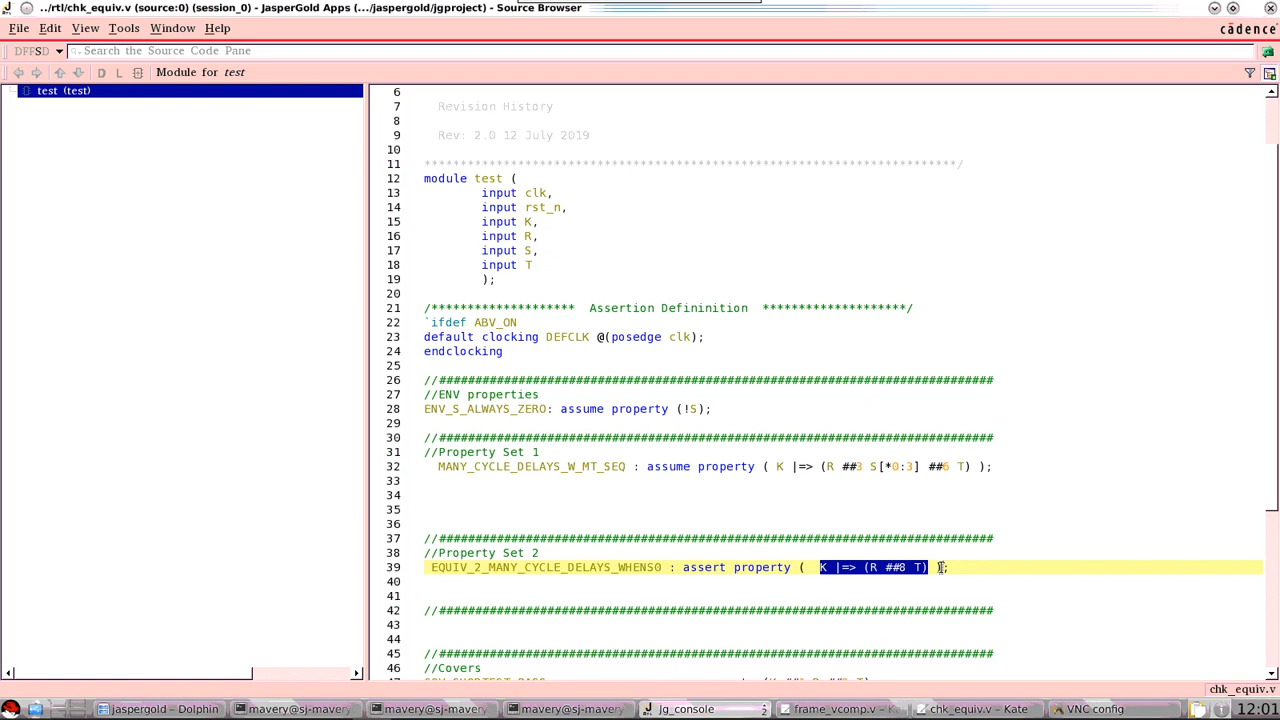 ../rtl/chk_equiv.v (source:0) (session_0) - JasperGold Apps (.../jaspergold/jgproject) - Source Browser
File Edit View Tools Window Help
cādence
DFFSD Search the Source Code Pane
D L Module for test
test (test)
6
7 Revision History
8
9 Rev: 2.0 12 July 2019
10
11 **************************************************************************/
12 module test (
13 input clk,
14 input rst_n,
15 input K,
16 input R,
17 input S,
18 input T
19 );
20
21 /******************** Assertion Defininition ********************/
22 `ifdef ABV_ON
23 default clocking DEFCLK @(posedge clk);
24 endclocking
25
26 //#############################################################################
27 //ENV properties
28 ENV_S_ALWAYS_ZERO: assume property (!S);
29
30 //#############################################################################
31 //Property Set 1
32 MANY_CYCLE_DELAYS_W_MT_SEQ : assume property ( K |=> (R ##3 S[*0:3] ##6 T) );
33
34
35
36
37 //#############################################################################
38 //Property Set 2
39 EQUIV_2_MANY_CYCLE_DELAYS_WHENS0 : assert property ( K |=> (R ##8 T) );
40
41
42 //#############################################################################
43
44
45 //#############################################################################
46 //Covers
chk_equiv.v
jaspergold – Dolphin mavery@sj-mavery mavery@sj-mavery mavery@sj-mavery jg_console 2 frame_vcomp.v – K chk_equiv.v – Kate VNC config 12:01